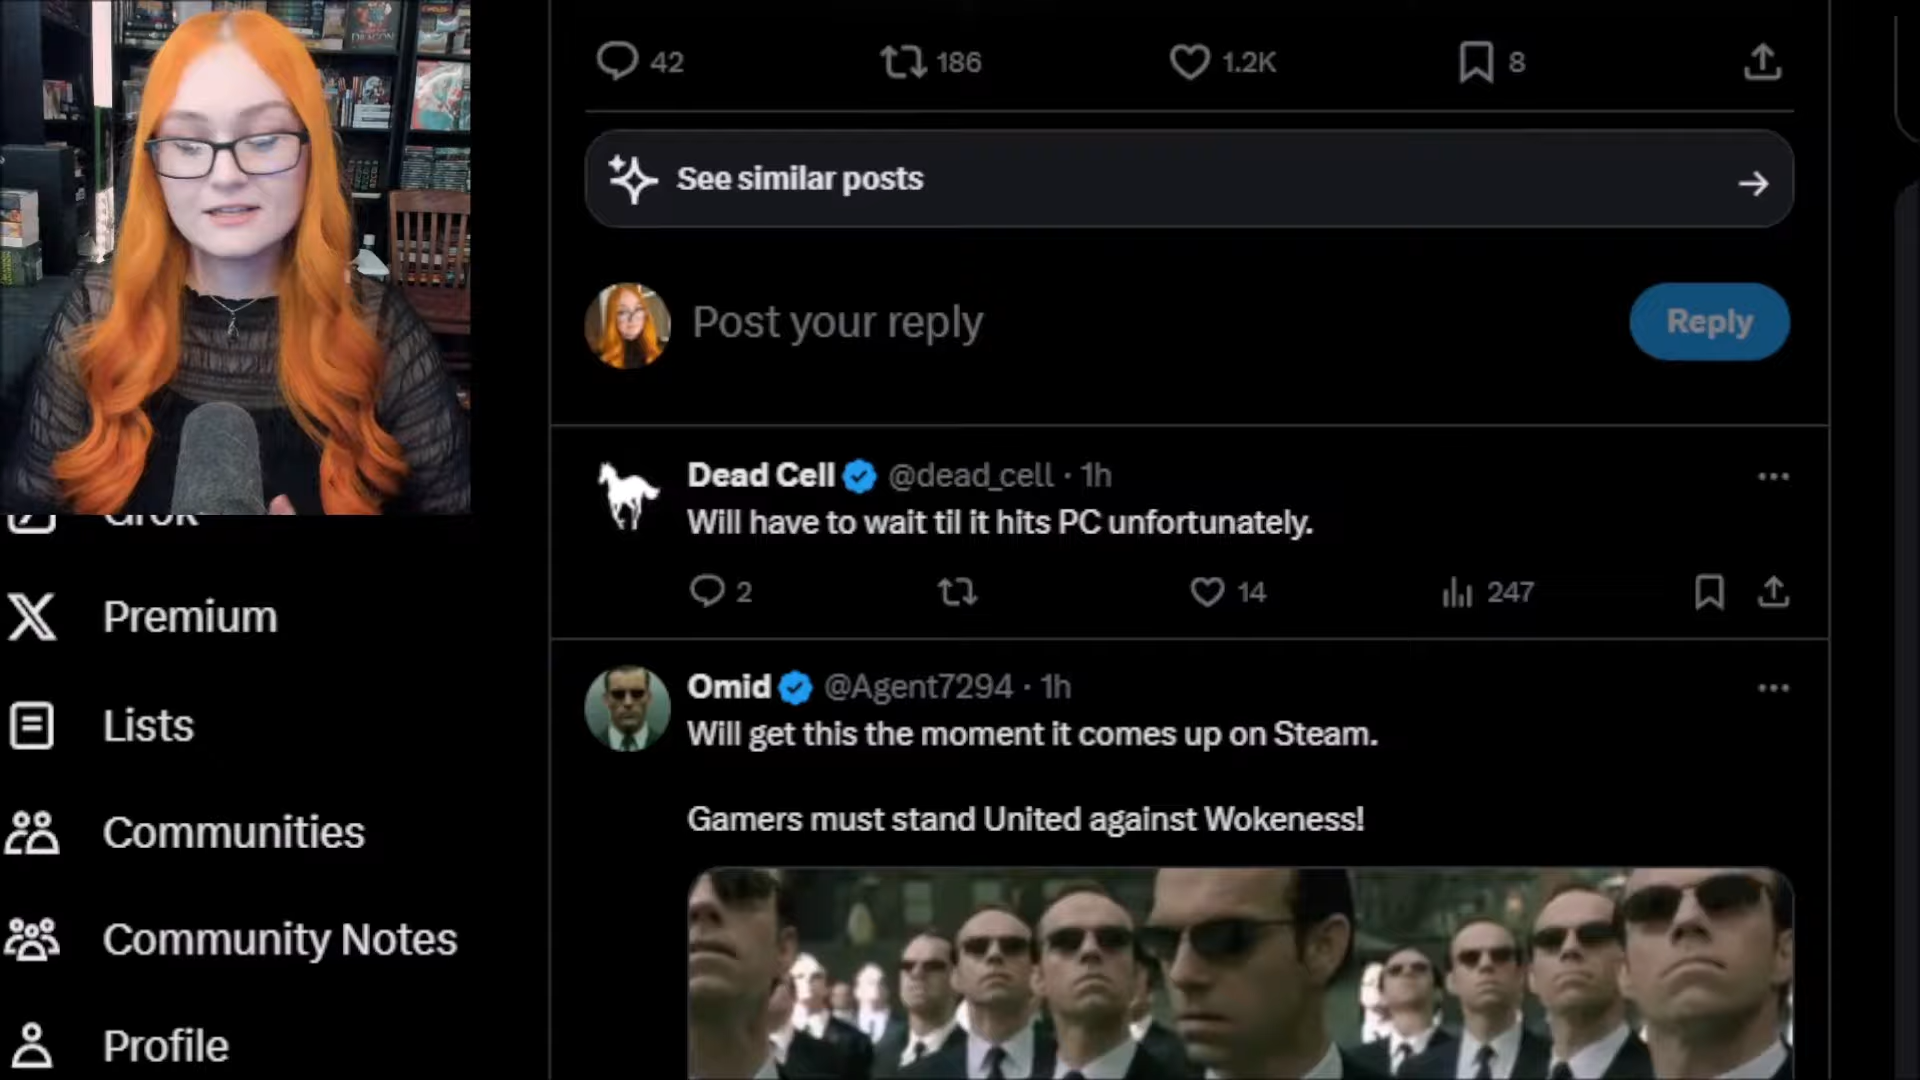 DRAGON
42
186
1.2K
8
See similar posts
Post your reply
Reply
Dead Cell @dead_cell · 1h
Will have to wait til it hits PC unfortunately.
2
14
247
Omid @Agent7294 · 1h
Will get this the moment it comes up on Steam.
Gamers must stand United against Wokeness!
Grok
Premium
Lists
Communities
Community Notes
Profile